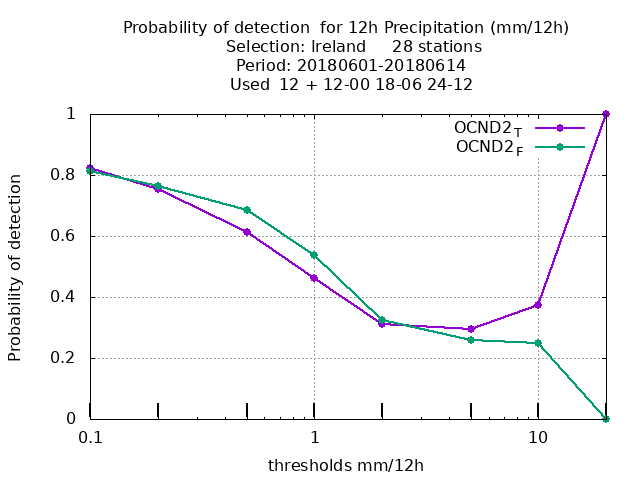 Probability of detection  for 12h Precipitation (mm/12h)
Selection: Ireland     28 stations
Period: 20180601-20180614
Used  12 + 12-00 18-06 24-12
OCND2T
OCND2F
1
0.8
0.6
0.4
0.2
0
Probability of detection
0.1 1 10
thresholds mm/12h